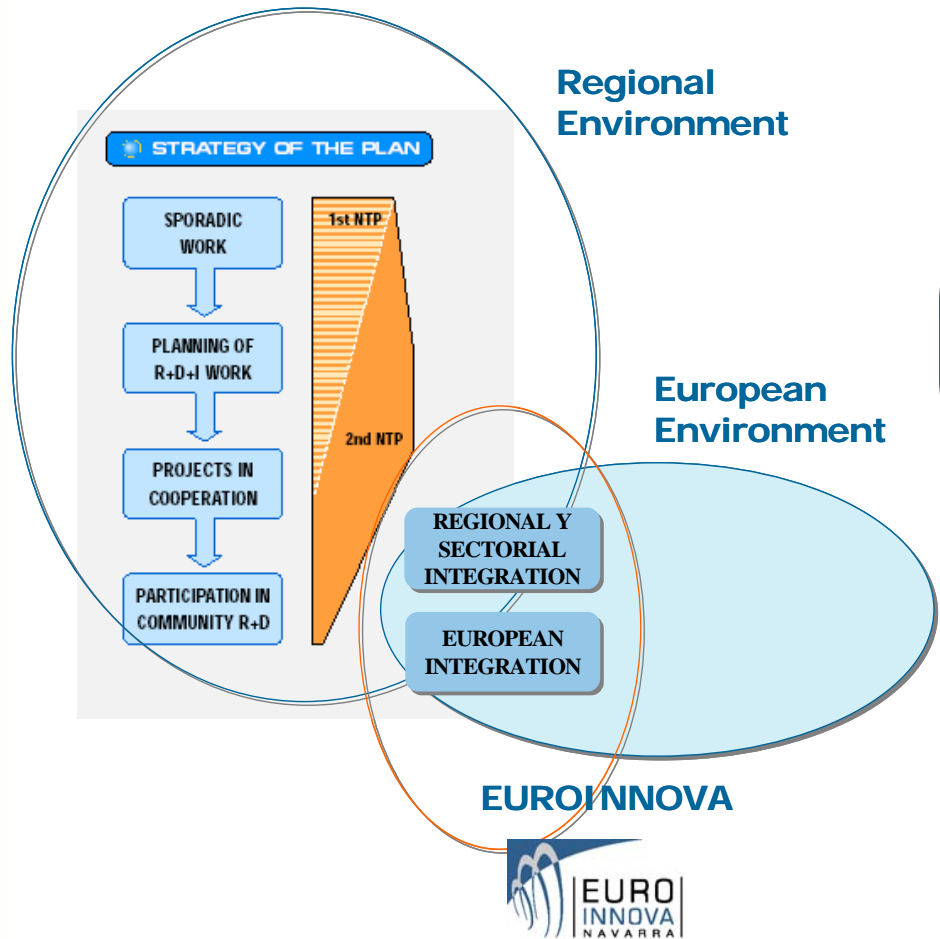 Regional
Environment
STRATEGY OF THE PLAN
SPORADIC
WORK
1st NTP
PLANNING OF
R+D+I WORK
European
Environment
2nd NTP
PROJECTS IN
COOPERATION
REGIONAL Y
SECTORIAL
INTEGRATION
PARTICIPATION IN
COMMUNITY R+D
EUROPEAN
INTEGRATION
EUROINNOVA
EURO
INNOVA
NAVARRA